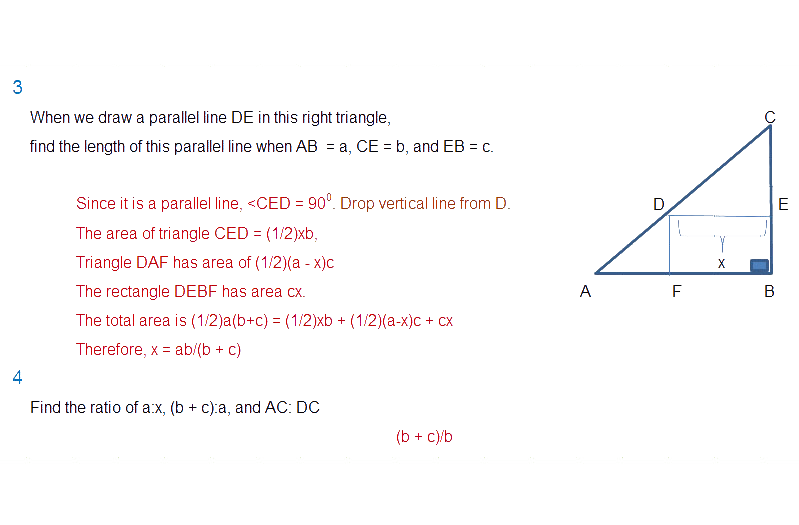 3
When we draw a parallel line DE in this right triangle,
find the length of this parallel line when AB = a, CE = b, and EB = c.
Since it is a parallel line, <CED = 90⁰. Drop vertical line from D.
The area of triangle CED = (1/2)xb,
Triangle DAF has area of (1/2)(a - x)c
The rectangle DEBF has area cx.
The total area is (1/2)a(b+c) = (1/2)xb + (1/2)(a-x)c + cx
Therefore, x = ab/(b + c)
C
D
E
x
A
F
B
4
Find the ratio of a:x, (b + c):a, and AC: DC
(b + c)/b